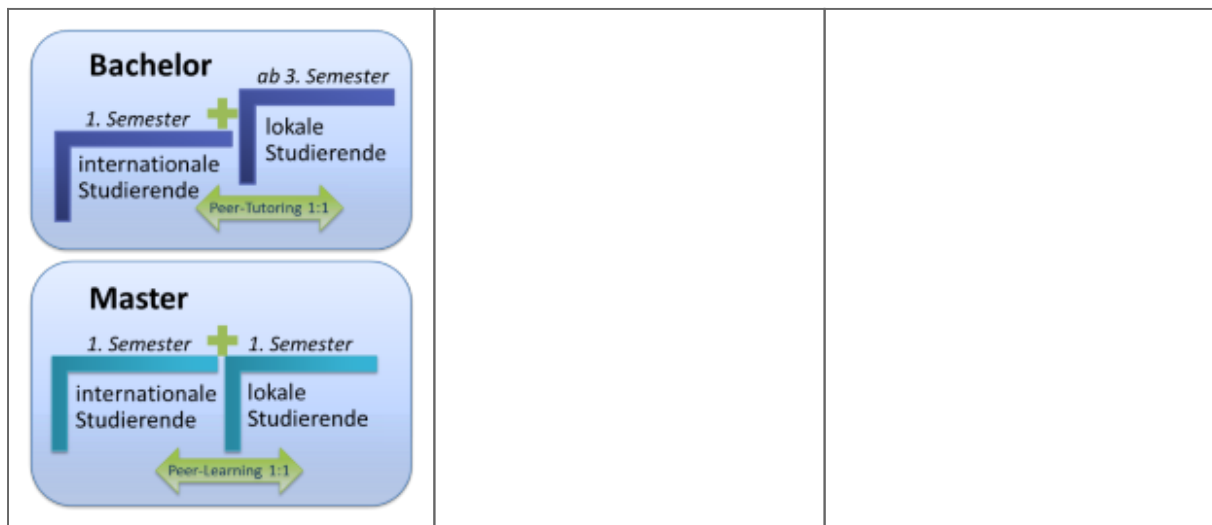 Bachelor
ab 3. Semester
1. Semester
lokale
Studierende
internationale
Studierende
Peer-Tutoring 1:1
Master
1. Semester
1. Semester
internationale
Studierende
lokale
Studierende
Peer-Learning 1:1